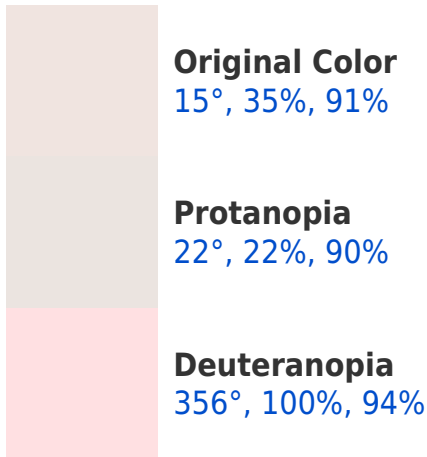 Original Color
15°, 35%, 91%
Protanopia
22°, 22%, 90%
Deuteranopia
356°, 100%, 94%